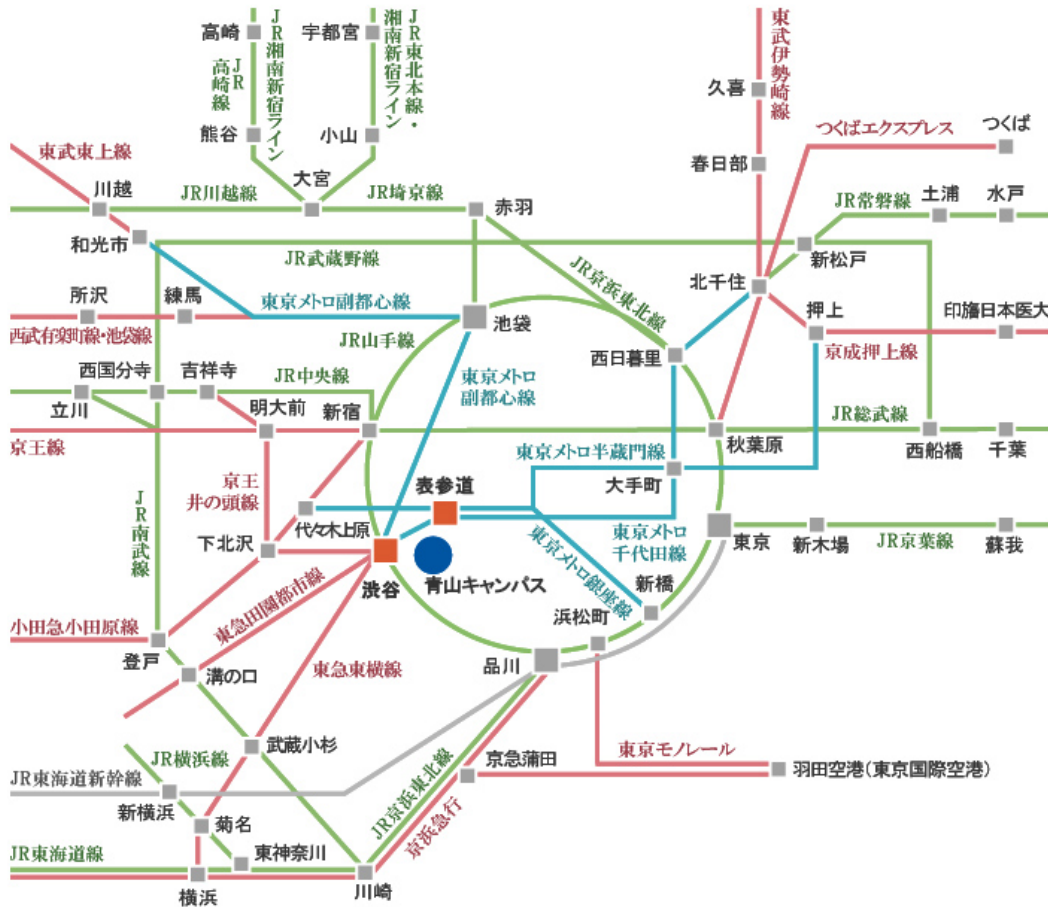 高崎
JR湘南新宿ライン
JR高崎線
宇都宮
JR東北本線・湘南新宿ライン
東武伊勢崎線
久喜
つくばエクスプレス
つくば
熊谷
小山
東武東上線
春日部
大宮
川越
JR川越線
JR埼京線
赤羽
JR常磐線
土浦
水戸
和光市
JR武蔵野線
新松戸
JR京浜東北線
北千住
所沢
練馬
東京メトロ副都心線
池袋
押上
印旛日本医大
西武有楽町線・池袋線
JR山手線
西日暮里
京成押上線
西国分寺
吉祥寺
JR中央線
東京メトロ
副都心線
立川
明大前
新宿
JR総武線
京王線
秋葉原
西船橋
千葉
東京メトロ半蔵門線
京王
井の頭線
表参道
大手町
JR南武線
代々木上原
東京メトロ
千代田線
東京
新木場
JR京葉線
蘇我
下北沢
東京メトロ銀座線
渋谷
青山キャンパス
新橋
浜松町
小田急小田原線
東急田園都市線
登戸
溝の口
東急東横線
品川
武蔵小杉
JR横浜線
京急蒲田
東京モノレール
羽田空港(東京国際空港)
JR東海道新幹線
新横浜
JR京浜東北線
京浜急行
菊名
JR東海道線
東神奈川
横浜
川崎